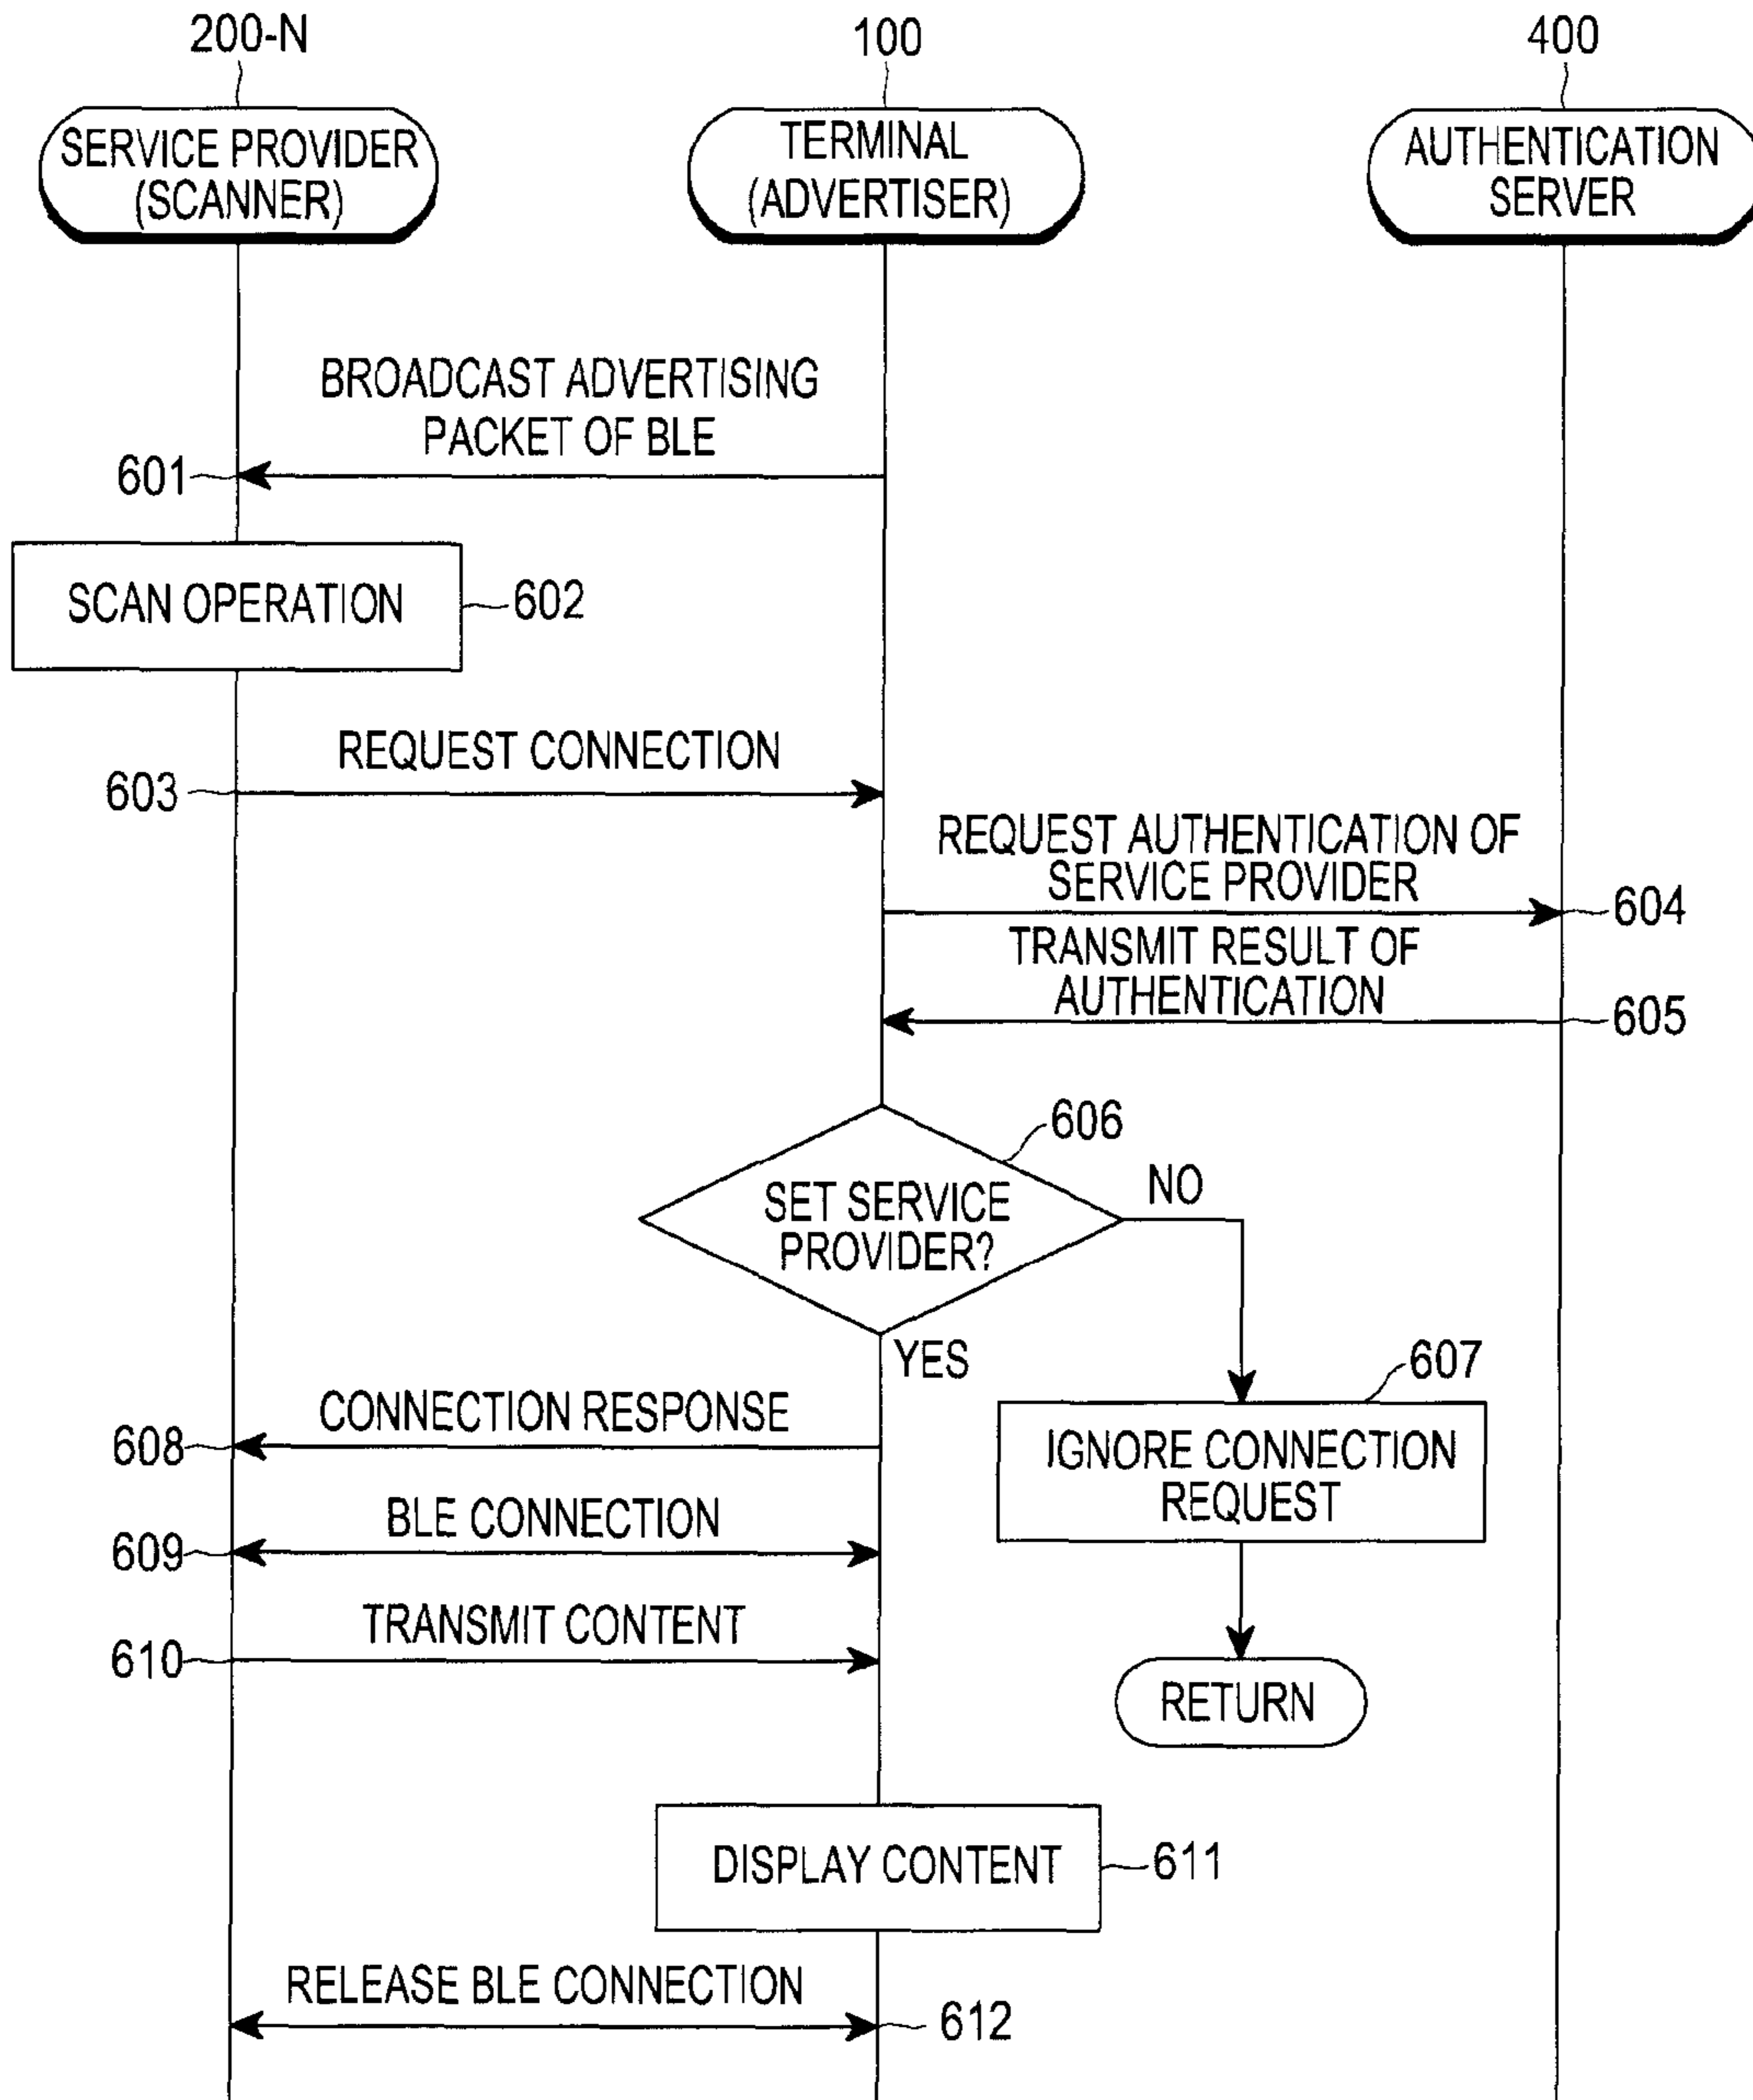 200-N
100
400
SERVICE PROVIDER
(SCANNER)
TERMINAL
(ADVERTISER)
AUTHENTICATION
SERVER
BROADCAST ADVERTISING
PACKET OF BLE
601
SCAN OPERATION
602
REQUEST CONNECTION
603
REQUEST AUTHENTICATION OF
SERVICE PROVIDER
604
TRANSMIT RESULT OF
AUTHENTICATION
605
606
SET SERVICE
PROVIDER?
NO
YES
607
CONNECTION RESPONSE
608
IGNORE CONNECTION
REQUEST
BLE CONNECTION
609
TRANSMIT CONTENT
610
RETURN
DISPLAY CONTENT
611
RELEASE BLE CONNECTION
612